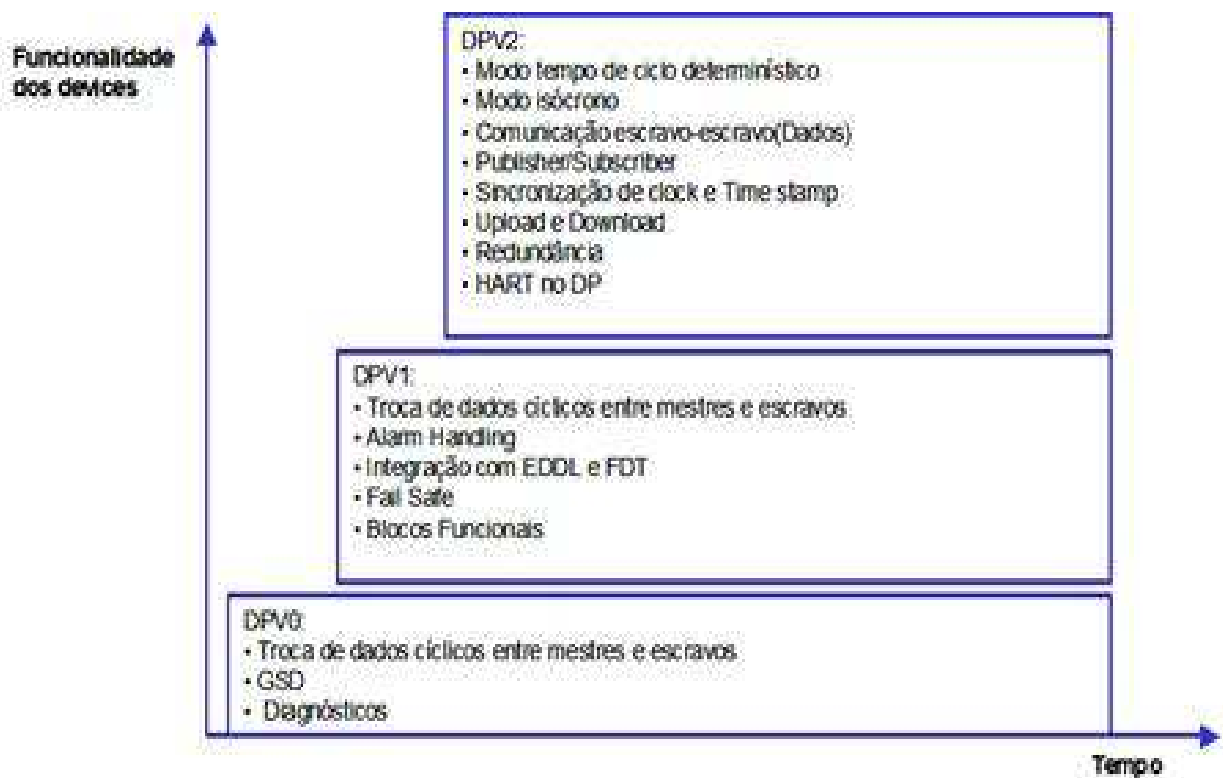 Funcionalidade
dos devices
DPV2:
• Modo tempo de ciclo determinístico
• Modo isócrono
• Comunicação escravo-escravo(Dados)
• Publisher/Subscriber
• Sincronização de clock e Time stamp
• Upload e Download
• Redundância
• HART no DP
DPV1:
• Troca de dados cíclicos entre mestres e escravos
• Alarm Handling
• Integração com EDDL e FDT
• Fail Safe
• Blocos Funcionais
DPV0:
• Troca de dados cíclicos entre mestres e escravos
• GSD
• Diagnósticos
Tempo